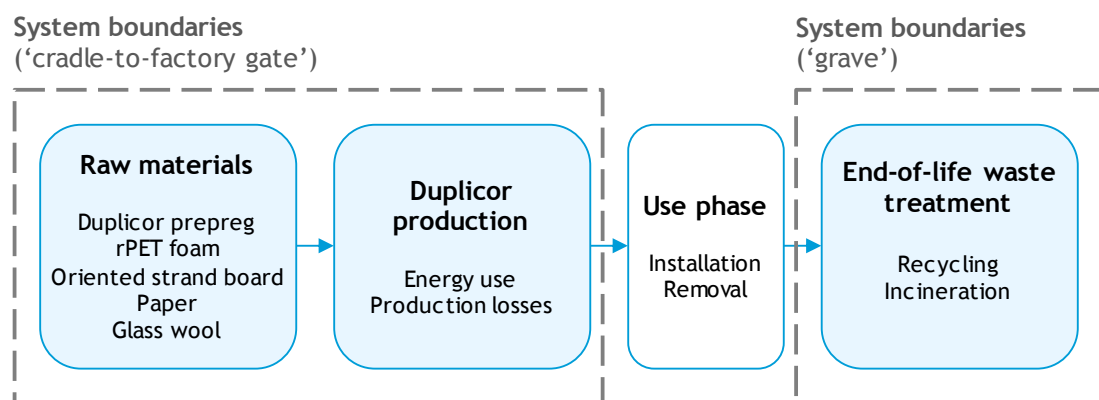 System boundaries
(‘cradle-to-factory gate’)
System boundaries
(‘grave’)
Raw materials
Duplicor prepreg
rPET foam
Oriented strand board
Paper
Glass wool
Duplicor
production
Energy use
Production losses
Use phase
Installation
Removal
End-of-life waste
treatment
Recycling
Incineration